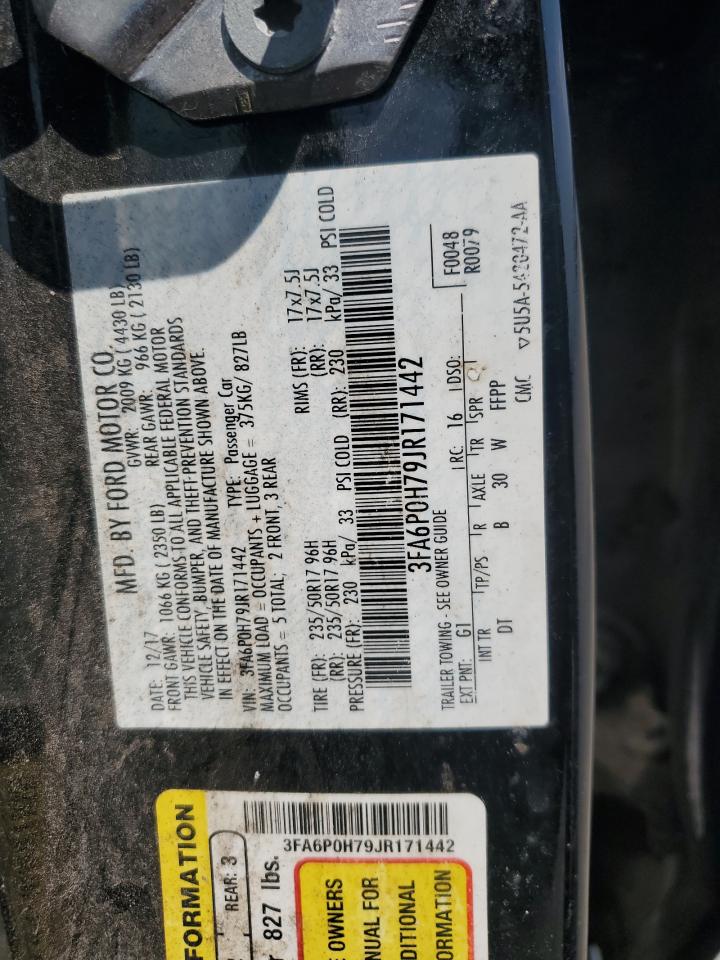 MFD. BY FORD MOTOR CO.
DATE: 12/17 GVWR: 2009 KG (4430 LB)
FRONT GAWR: 1066 KG (2350 LB) REAR GAWR: 966 KG (2130 LB)
THIS VEHICLE CONFORMS TO ALL APPLICABLE FEDERAL MOTOR
VEHICLE SAFETY, BUMPER, AND THEFT-PREVENTION STANDARDS
IN EFFECT ON THE DATE OF MANUFACTURE SHOWN ABOVE.
VIN: 3FA6P0H79JR171442 TYPE: Passenger Car
MAXIMUM LOAD = OCCUPANTS + LUGGAGE = 375KG/ 827LB
OCCUPANTS = 5 TOTAL; 2 FRONT, 3 REAR
TIRE (FR): 235/50R17 96H RIMS (FR): 17x7.5J
(RR): 235/50R17 96H (RR): 17x7.5J
PRESSURE (FR): 230 kPa/ 33 PSI COLD (RR): 230 kPa/ 33 PSI COLD
3FA6P0H79JR171442
TRAILER TOWING - SEE OWNER GUIDE RC: 16 DSO: F0048
EXT PNT: G1 R0079
INT TR TP/PS R AXLE TR SPR
DT B 30 W FFPP
CMC
3FA6P0H79JR171442
FORMATION
REAR: 3
827 lbs.
OWNERS
NUAL FOR
DITIONAL
ORMATION